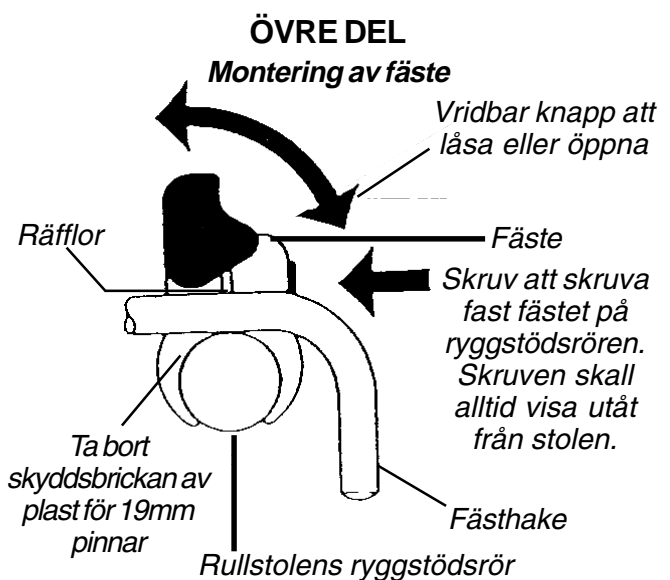 ÖVRE DEL
Montering av fäste
Vridbar knapp att
låsa eller öppna
Räfflor
Fäste
Skruv att skruva
fast fästet på
ryggstödsrören.
Skruven skall
alltid visa utåt
från stolen.
Ta bort
skyddsbrickan av
plast för 19mm
pinnar
Fästhake
Rullstolens ryggstödsrör